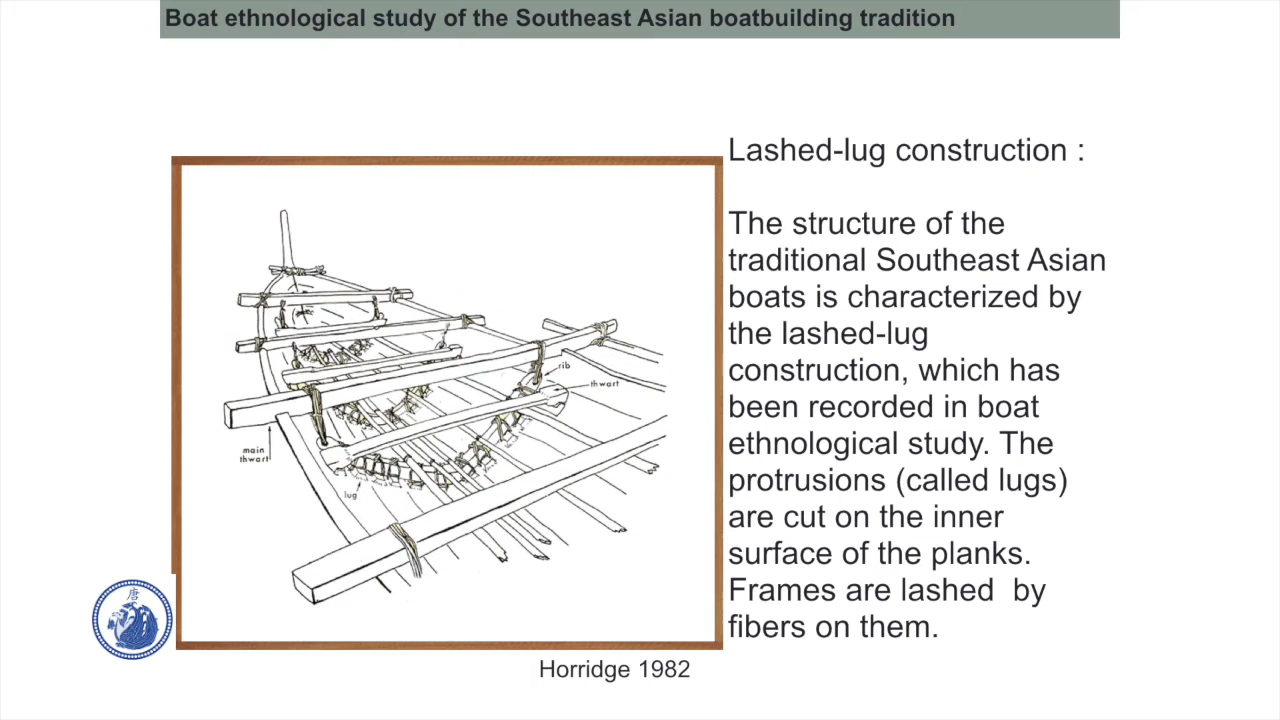 Boat ethnological study of the Southeast Asian boatbuilding tradition
Lashed-lug construction :
The structure of the
traditional Southeast Asian
boats is characterized by
the lashed-lug
construction, which has
been recorded in boat
ethnological study. The
protrusions (called lugs)
are cut on the inner
surface of the planks.
Frames are lashed  by
fibers on them.
rib
thwart
main
thwart
lug
唐
Horridge 1982